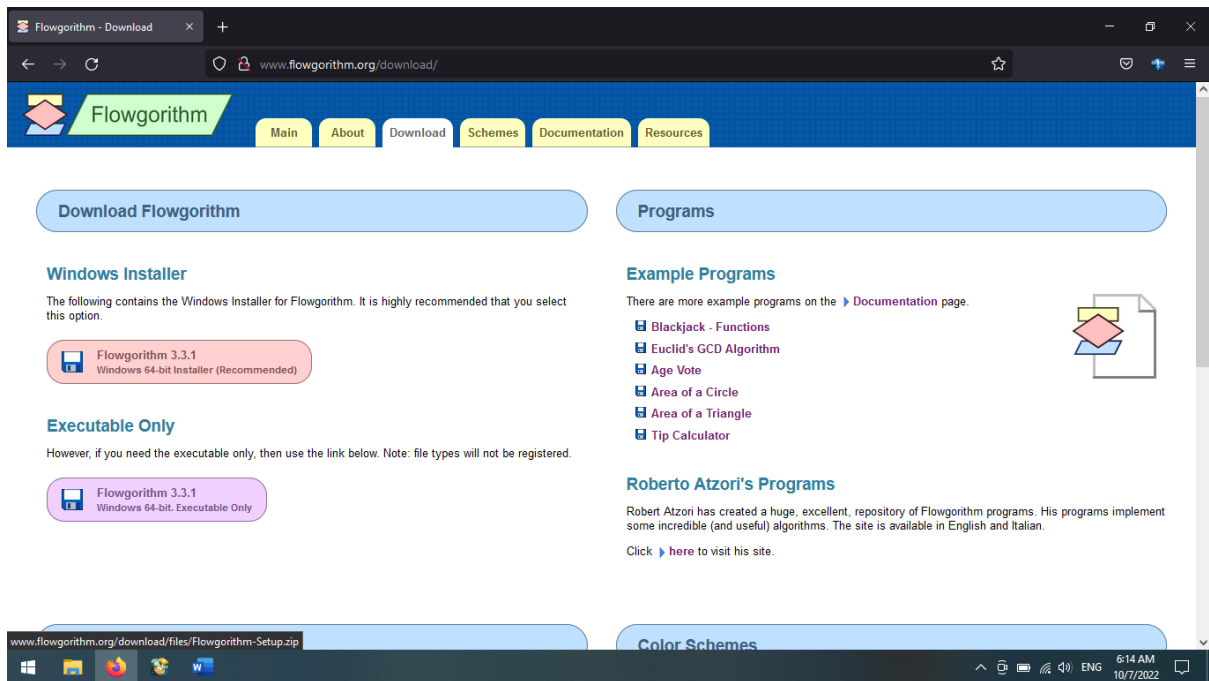 Flowgorithm - Download
www.flowgorithm.org/download/
Flowgorithm
Main
About
Download
Schemes
Documentation
Resources
Download Flowgorithm
Windows Installer
The following contains the Windows Installer for Flowgorithm. It is highly recommended that you select
this option.
Flowgorithm 3.3.1
Windows 64-bit Installer (Recommended)
Executable Only
However, if you need the executable only, then use the link below. Note: file types will not be registered.
Flowgorithm 3.3.1
Windows 64-bit. Executable Only
Programs
Example Programs
There are more example programs on the Documentation page.
Blackjack - Functions
Euclid's GCD Algorithm
Age Vote
Area of a Circle
Area of a Triangle
Tip Calculator
Roberto Atzori's Programs
Robert Atzori has created a huge, excellent, repository of Flowgorithm programs. His programs implement
some incredible (and useful) algorithms. The site is available in English and Italian.
Click here to visit his site.
Color Schemes
www.flowgorithm.org/download/files/Flowgorithm-Setup.zip
ENG
6:14 AM
10/7/2022